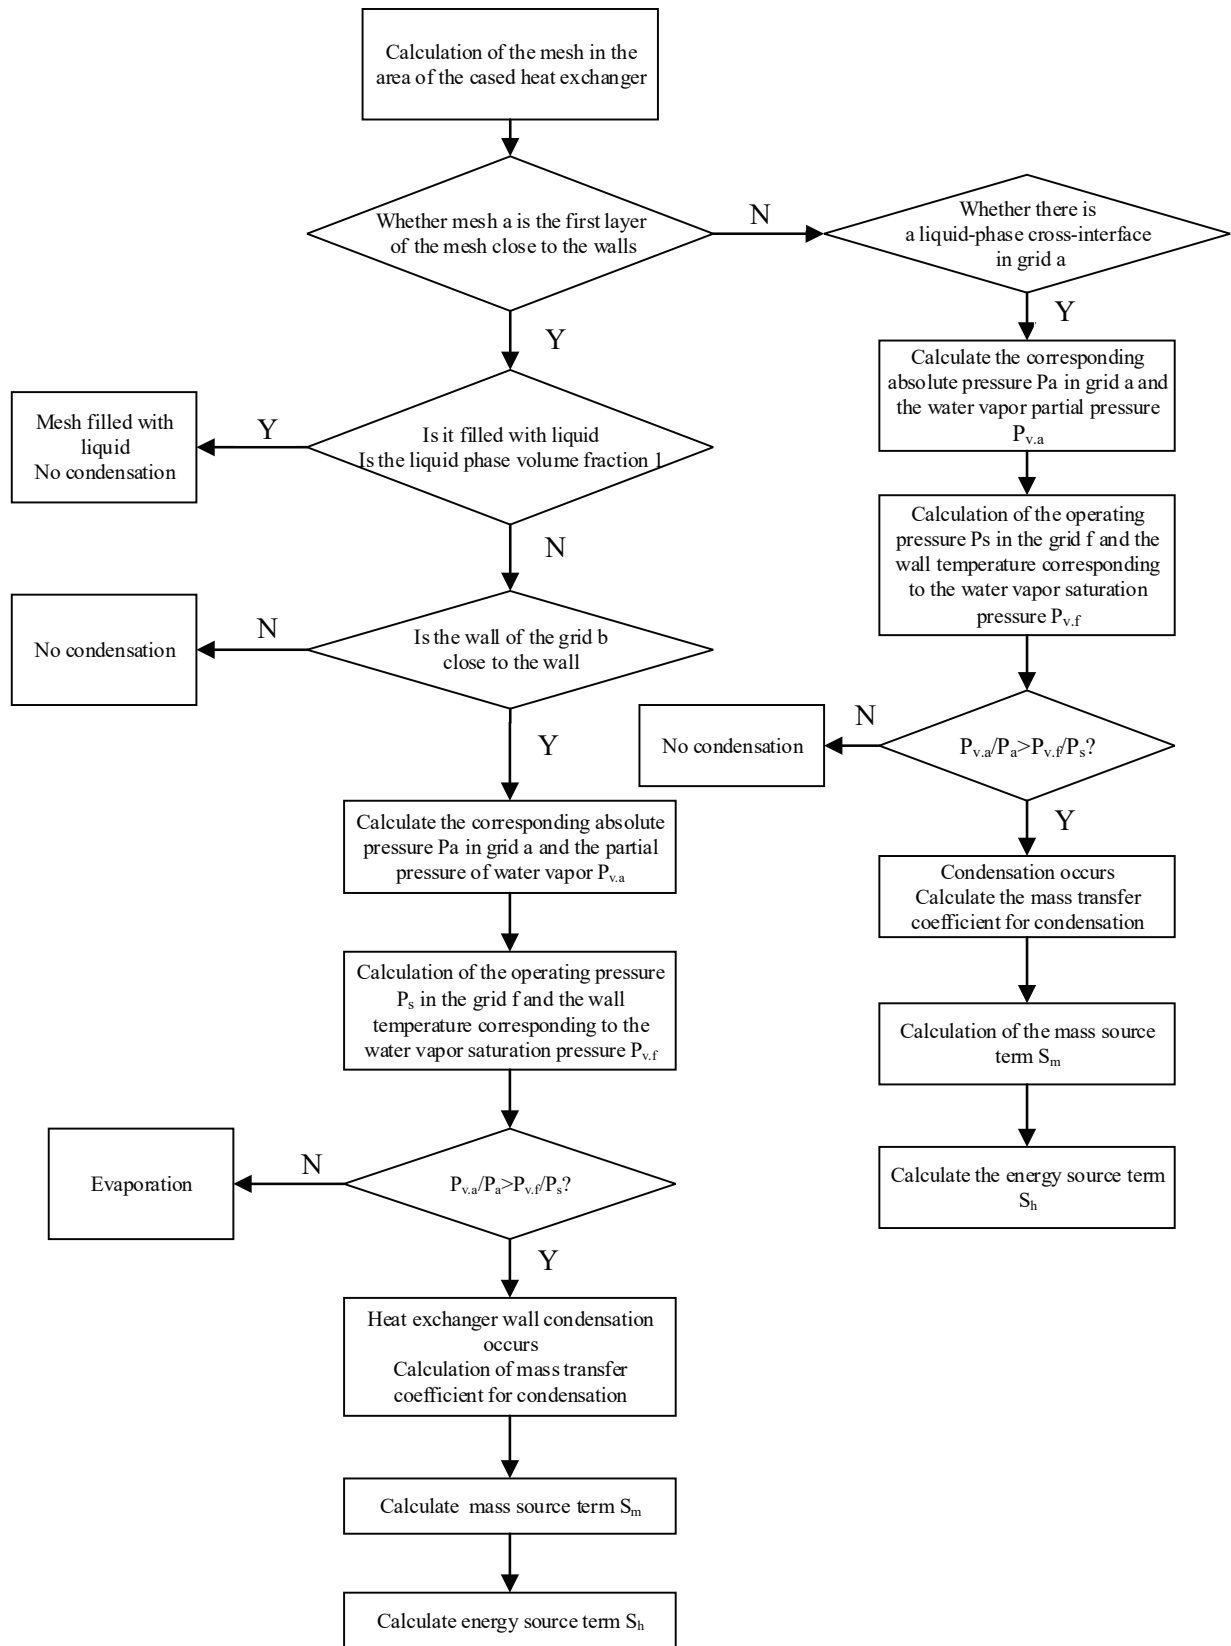 Calculation of the mesh in the
area of the cased heat exchanger
Whether mesh a is the first layer
of the mesh close to the walls
N
Whether there is
a liquid-phase cross-interface
in grid a
Y
Y
Calculate the corresponding
absolute pressure Pa in grid a and
the water vapor partial pressure
Pv.a
Mesh filled with
liquid
No condensation
Y
Is it filled with liquid
Is the liquid phase volume fraction 1
N
Calculation of the operating
pressure Ps in the grid f and the
wall temperature corresponding
to the water vapor saturation
pressure Pv.f
No condensation
N
Is the wall of the grid b
close to the wall
Y
No condensation
N
Pv.a/Pa>Pv.f/Ps?
Y
Calculate the corresponding absolute
pressure Pa in grid a and the partial
pressure of water vapor Pv.a
Condensation occurs
Calculate the mass transfer
coefficient for condensation
Calculation of the operating pressure
Ps in the grid f and the wall
temperature corresponding to the
water vapor saturation pressure Pv.f
Calculation of the mass source
term Sm
Evaporation
N
Pv.a/Pa>Pv.f/Ps?
Y
Calculate the energy source term
Sh
Heat exchanger wall condensation
occurs
Calculation of mass transfer
coefficient for condensation
Calculate mass source term Sm
Calculate energy source term Sh